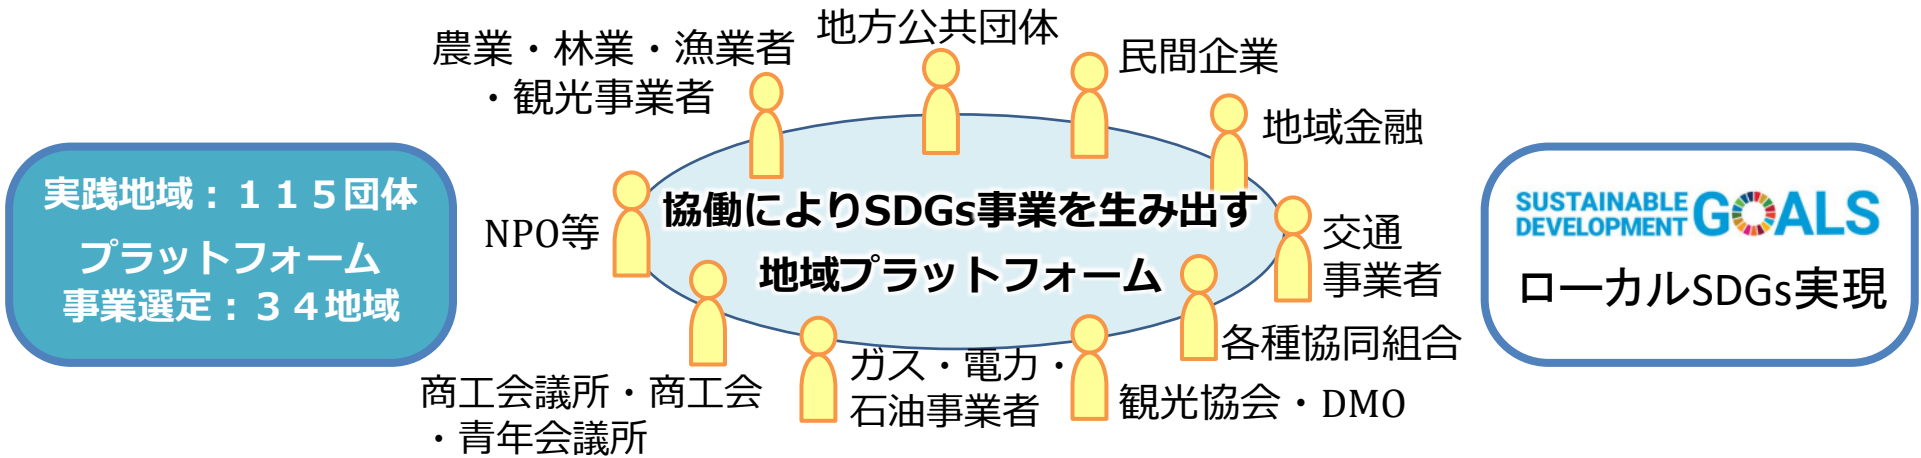 実践地域：１１５団体
プラットフォーム
事業選定：３４地域
農業・林業・漁業者
・観光事業者
地方公共団体
民間企業
地域金融
NPO等
協働によりSDGs事業を生み出す
地域プラットフォーム
交通
事業者
各種協同組合
商工会議所・商工会
・青年会議所
ガス・電力・
石油事業者
観光協会・DMO
SUSTAINABLE
DEVELOPMENT
GOALS
ローカルSDGs実現